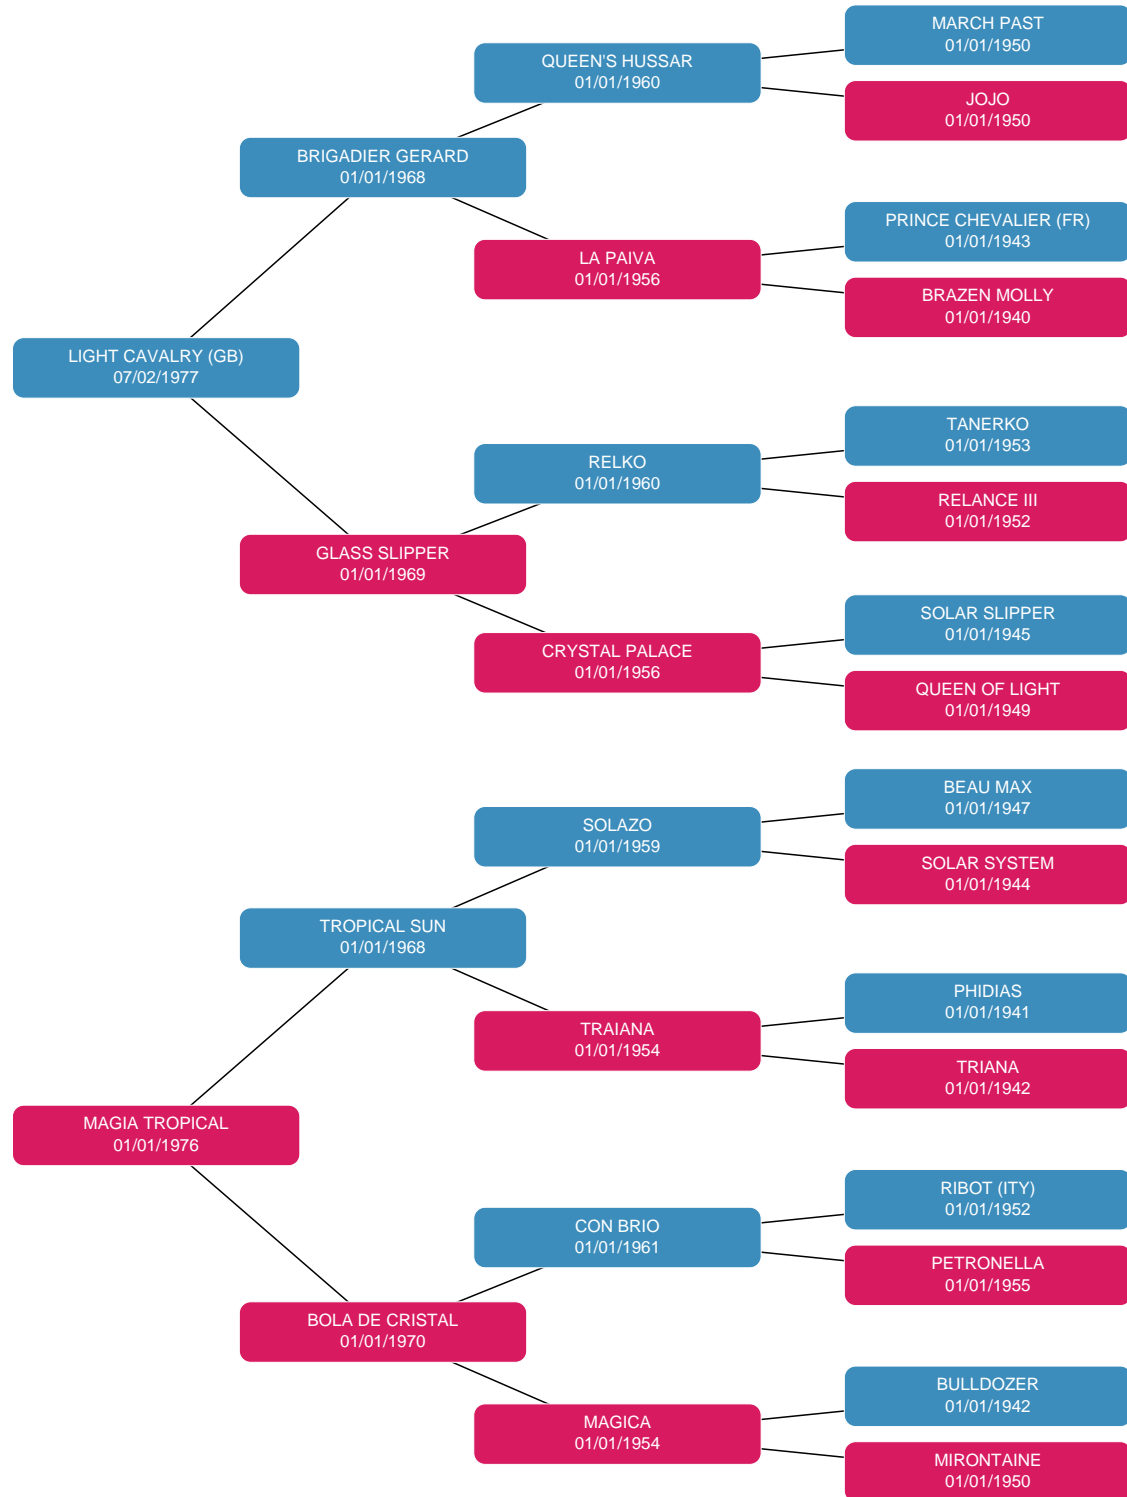 MARCH PAST
01/01/1950
QUEEN'S HUSSAR
01/01/1960
JOJO
01/01/1950
BRIGADIER GERARD
01/01/1968
PRINCE CHEVALIER (FR)
01/01/1943
LA PAIVA
01/01/1956
BRAZEN MOLLY
01/01/1940
LIGHT CAVALRY (GB)
07/02/1977
TANERKO
01/01/1953
RELKO
01/01/1960
RELANCE III
01/01/1952
GLASS SLIPPER
01/01/1969
SOLAR SLIPPER
01/01/1945
CRYSTAL PALACE
01/01/1956
QUEEN OF LIGHT
01/01/1949
BEAU MAX
01/01/1947
SOLAZO
01/01/1959
SOLAR SYSTEM
01/01/1944
TROPICAL SUN
01/01/1968
PHIDIAS
01/01/1941
TRAIANA
01/01/1954
TRIANA
01/01/1942
MAGIA TROPICAL
01/01/1976
RIBOT (ITY)
01/01/1952
CON BRIO
01/01/1961
PETRONELLA
01/01/1955
BOLA DE CRISTAL
01/01/1970
BULLDOZER
01/01/1942
MAGICA
01/01/1954
MIRONTAINE
01/01/1950